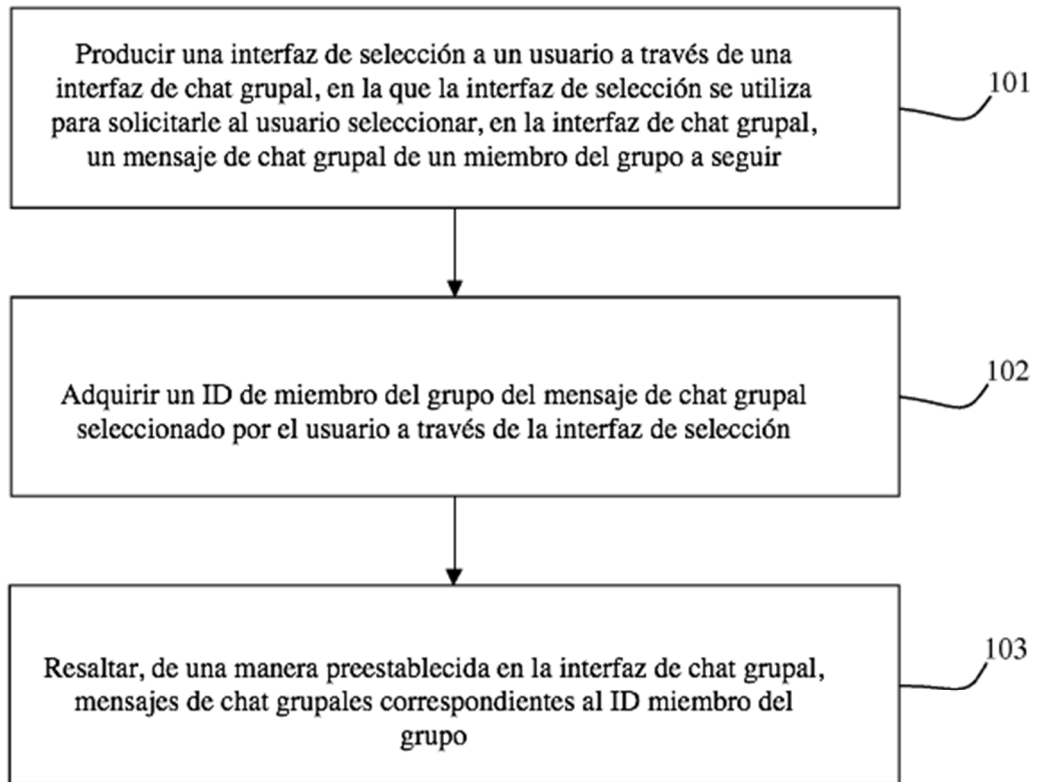 Producir una interfaz de selección a un usuario a través de una
interfaz de chat grupal, en la que la interfaz de selección se utiliza
para solicitarle al usuario seleccionar, en la interfaz de chat grupal,
un mensaje de chat grupal de un miembro del grupo a seguir
101
Adquirir un ID de miembro del grupo del mensaje de chat grupal
seleccionado por el usuario a través de la interfaz de selección
102
Resaltar, de una manera preestablecida en la interfaz de chat grupal,
mensajes de chat grupales correspondientes al ID miembro del
grupo
103